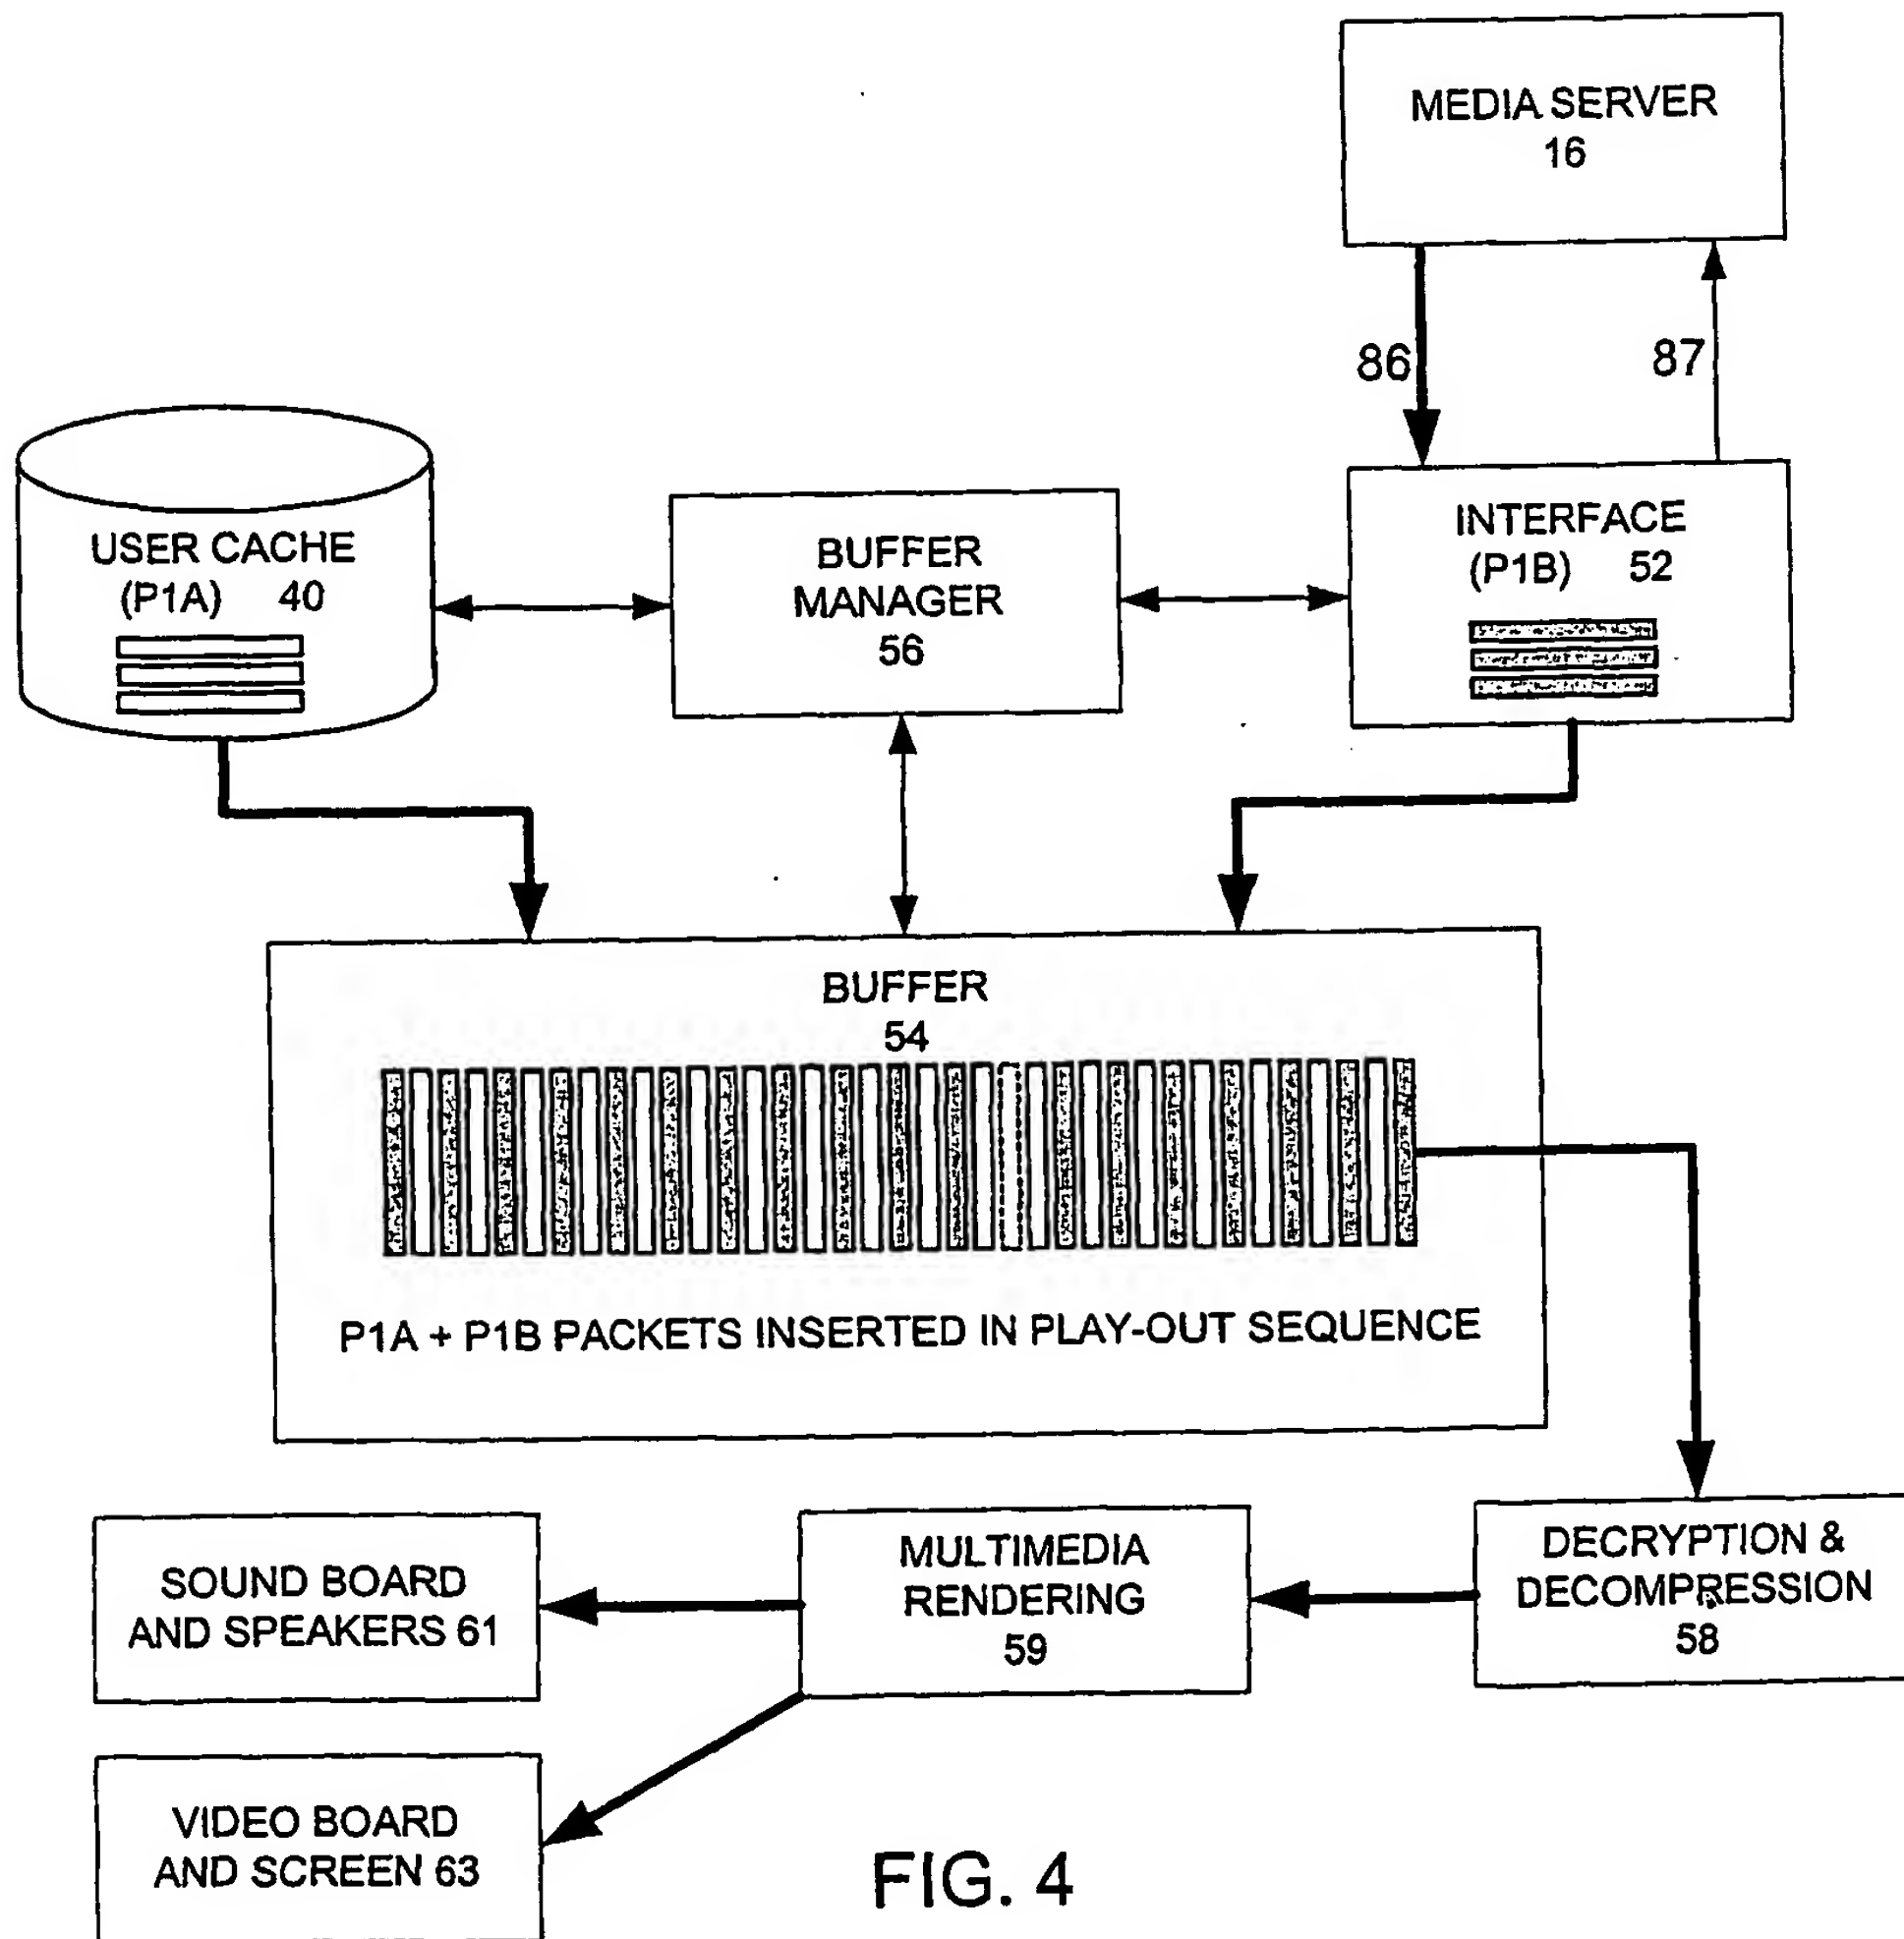 MEDIA SERVER
16
86
87
USER CACHE
(P1A) 40
BUFFER
MANAGER
56
INTERFACE
(P1B) 52
BUFFER
54
P1A + P1B PACKETS INSERTED IN PLAY-OUT SEQUENCE
SOUND BOARD
AND SPEAKERS 61
MULTIMEDIA
RENDERING
59
DECRYPTION &
DECOMPRESSION
58
VIDEO BOARD
AND SCREEN 63
FIG. 4